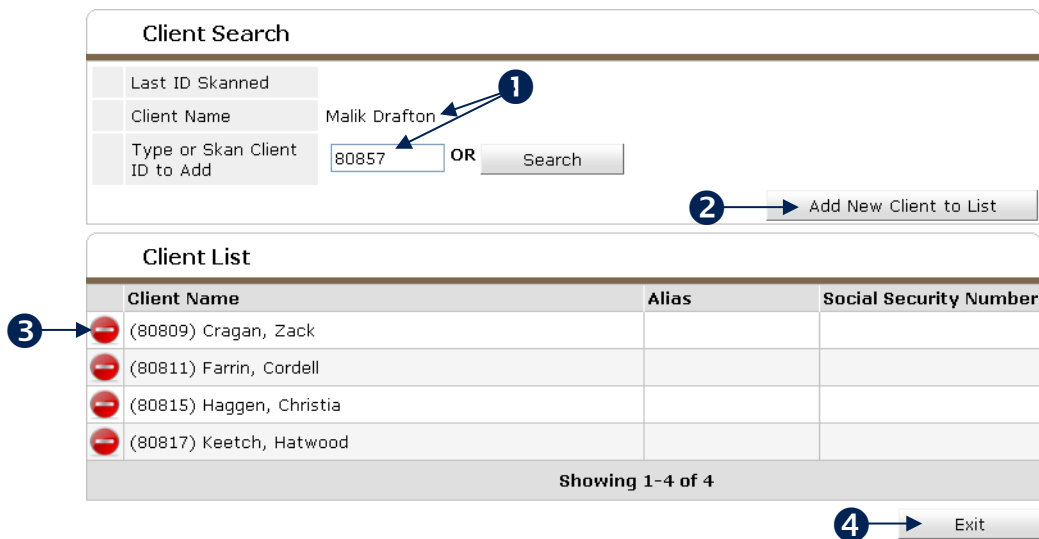 Client Search
Last ID Skanned
1
Client Name Malik Drafton
Type or Skan Client
ID to Add
80857 OR Search
2 Add New Client to List
Client List
Client Name Alias Social Security Number
3 (80809) Cragan, Zack
(80811) Farrin, Cordell
(80815) Haggen, Christia
(80817) Keetch, Hatwood
Showing 1-4 of 4
4 Exit